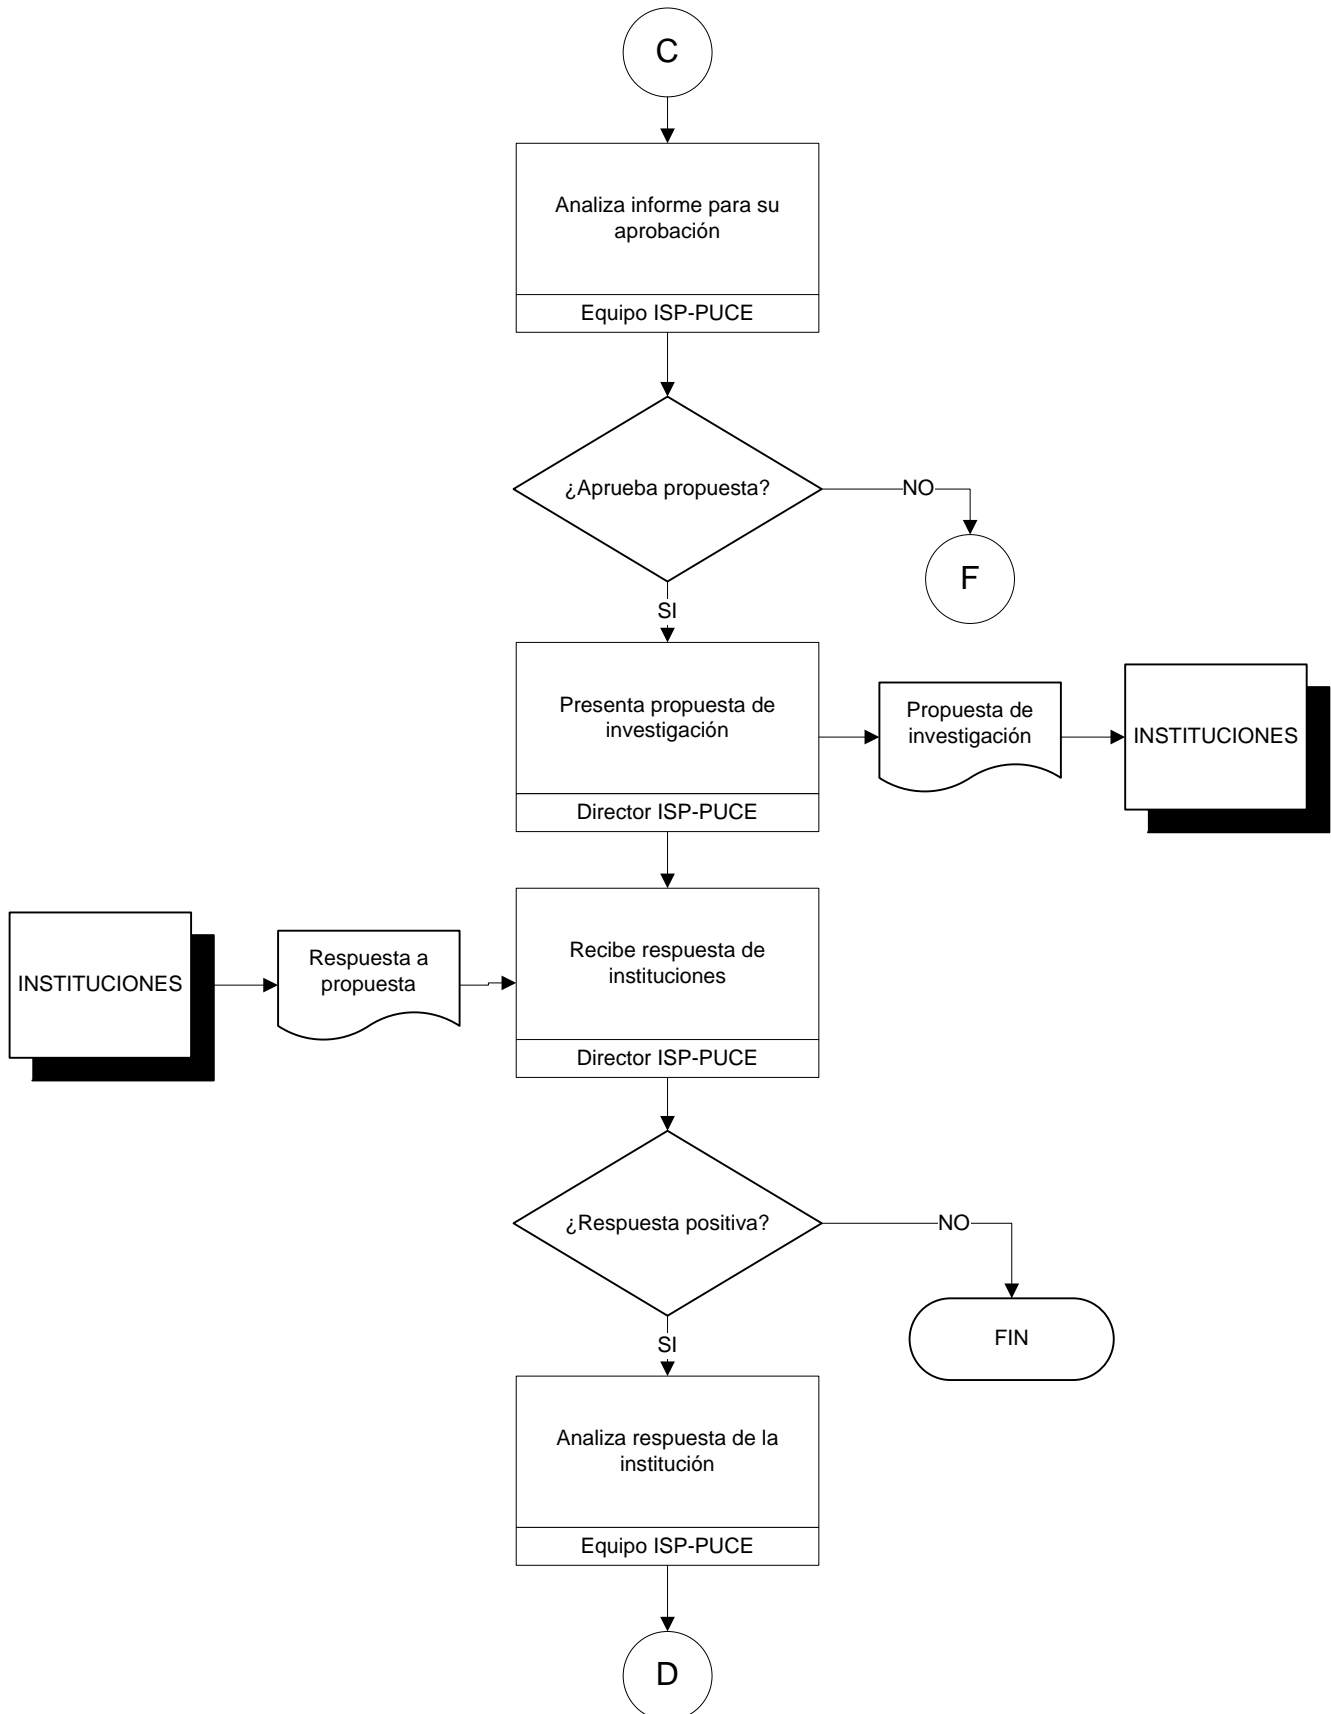 C
Analiza informe para su
aprobación
Equipo ISP-PUCE
¿Aprueba propuesta?
NO
F
SI
Presenta propuesta de
investigación
Director ISP-PUCE
Propuesta de
investigación
INSTITUCIONES
INSTITUCIONES
Respuesta a
propuesta
Recibe respuesta de
instituciones
Director ISP-PUCE
¿Respuesta positiva?
NO
FIN
SI
Analiza respuesta de la
institución
Equipo ISP-PUCE
D